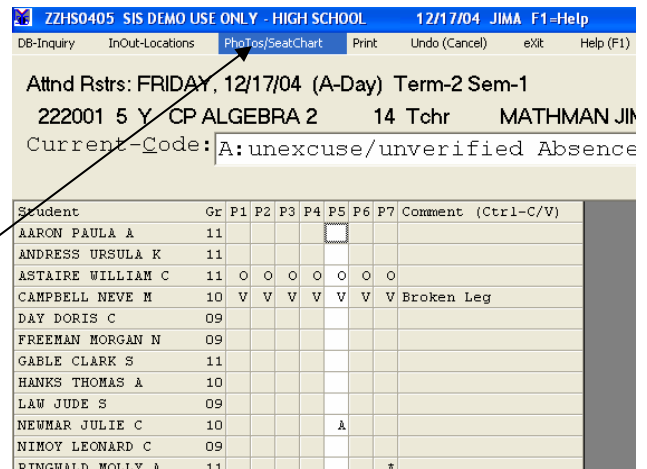 ZZHS0405 SIS DEMO USE ONLY - HIGH SCHOOL 12/17/04 JIMA F1=Help
DB-Inquiry InOut-Locations PhoTos/SeatChart Print Undo (Cancel) eXit Help (F1)
Attnd Rstrs: FRIDAY, 12/17/04 (A-Day) Term-2 Sem-1
222001 5 Y CP ALGEBRA 2 14 Tchr MATHMAN JIM
Current-Code: A:unexcuse/unverified Absence
Student Gr P1 P2 P3 P4 P5 P6 P7 Comment (Ctrl-C/V)
AARON PAULA A 11
ANDRESS URSULA K 11
ASTAIRE WILLIAM C 11 O O O O O O O
CAMPBELL NEVE M 10 V V V V V V V Broken Leg
DAY DORIS C 09
FREEMAN MORGAN N 09
GABLE CLARK S 11
HANKS THOMAS A 10
LAW JUDE S 09
NEWMAR JULIE C 10 A
NIMOY LEONARD C 09
RINGWALD MOLLY A 11 *